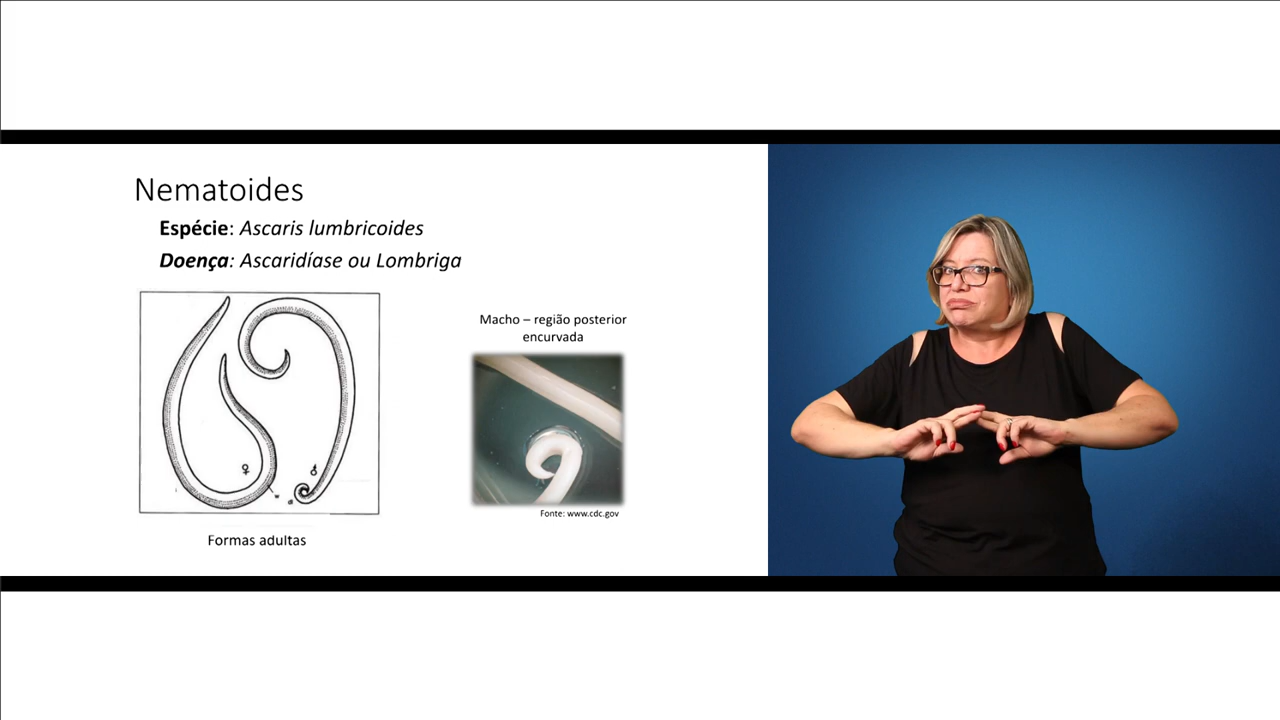 Nematoides
Espécie: Ascaris lumbricoides
Doença: Ascaridíase ou Lombriga
Macho – região posterior
encurvada
♀
♂
Fonte: www.cdc.gov
Formas adultas